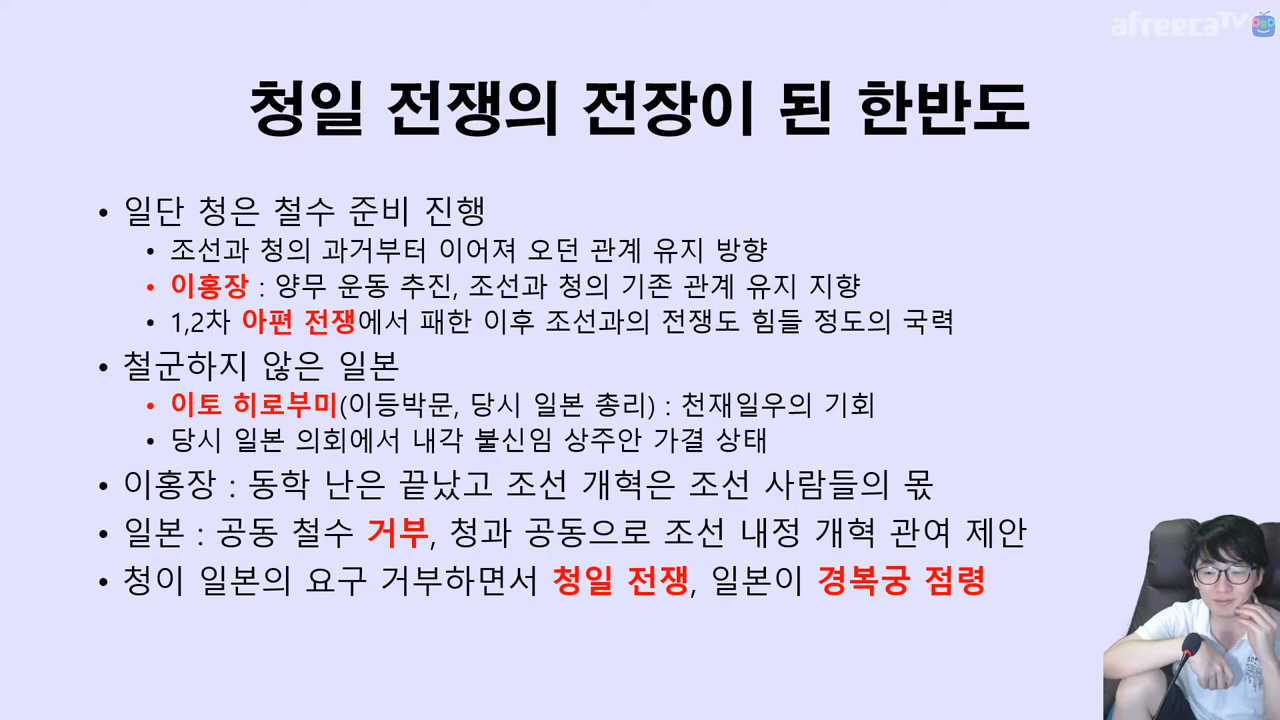 afreecaTV
청일 전쟁의 전장이 된 한반도
• 일단 청은 철수 준비 진행
• 조선과 청의 과거부터 이어져 오던 관계 유지 방향
• 이홍장 : 양무 운동 추진, 조선과 청의 기존 관계 유지 지향
• 1,2차 아편 전쟁에서 패한 이후 조선과의 전쟁도 힘들 정도의 국력
• 철군하지 않은 일본
• 이토 히로부미(이등박문, 당시 일본 총리) : 천재일우의 기회
• 당시 일본 의회에서 내각 불신임 상주안 가결 상태
• 이홍장 : 동학 난은 끝났고 조선 개혁은 조선 사람들의 몫
• 일본 : 공동 철수 거부, 청과 공동으로 조선 내정 개혁 관여 제안
• 청이 일본의 요구 거부하면서 청일 전쟁, 일본이 경복궁 점령